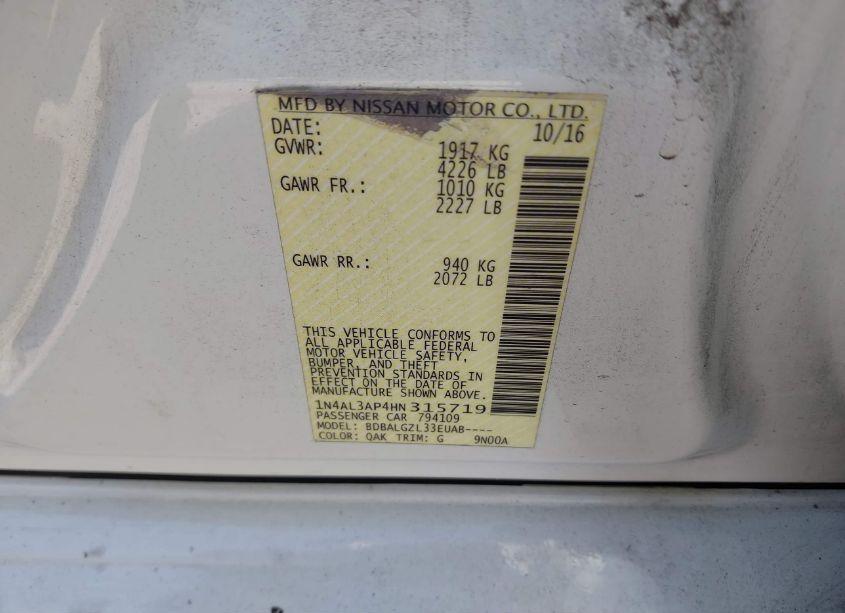 MFD BY NISSAN MOTOR CO., LTD.
DATE: 10/16
GVWR: 1917 KG
4226 LB
GAWR FR.: 1010 KG
2227 LB
GAWR RR.: 940 KG
2072 LB
THIS VEHICLE CONFORMS TO
ALL APPLICABLE FEDERAL
MOTOR VEHICLE SAFETY,
BUMPER, AND THEFT
PREVENTION STANDARDS IN
EFFECT ON THE DATE OF
MANUFACTURE SHOWN ABOVE.
1N4AL3AP4HN 315719
PASSENGER CAR 794109
MODEL: BDBALGZL33EUAB----
COLOR: QAK TRIM: G 9N00A